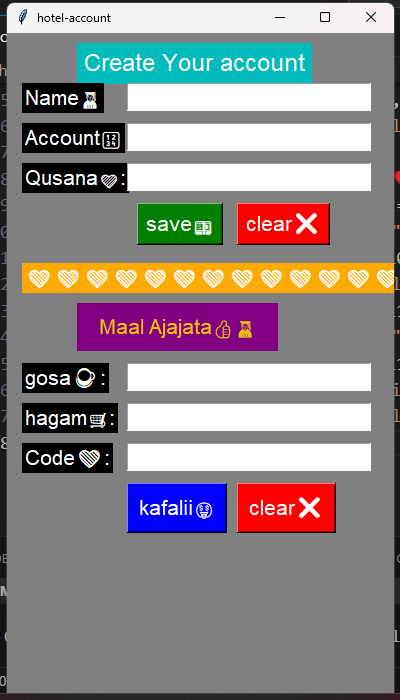 hotel-account
Create Your account
Name👩‍🎓
Account🔢
Qusana💛:
save💵 clear❌
💛💛💛💛💛💛💛💛💛💛💛💛💛
Maal Ajajata👍👩‍🎓
gosa☕:
hagam🛒:
Code💛:
kafalii🤑 clear❌